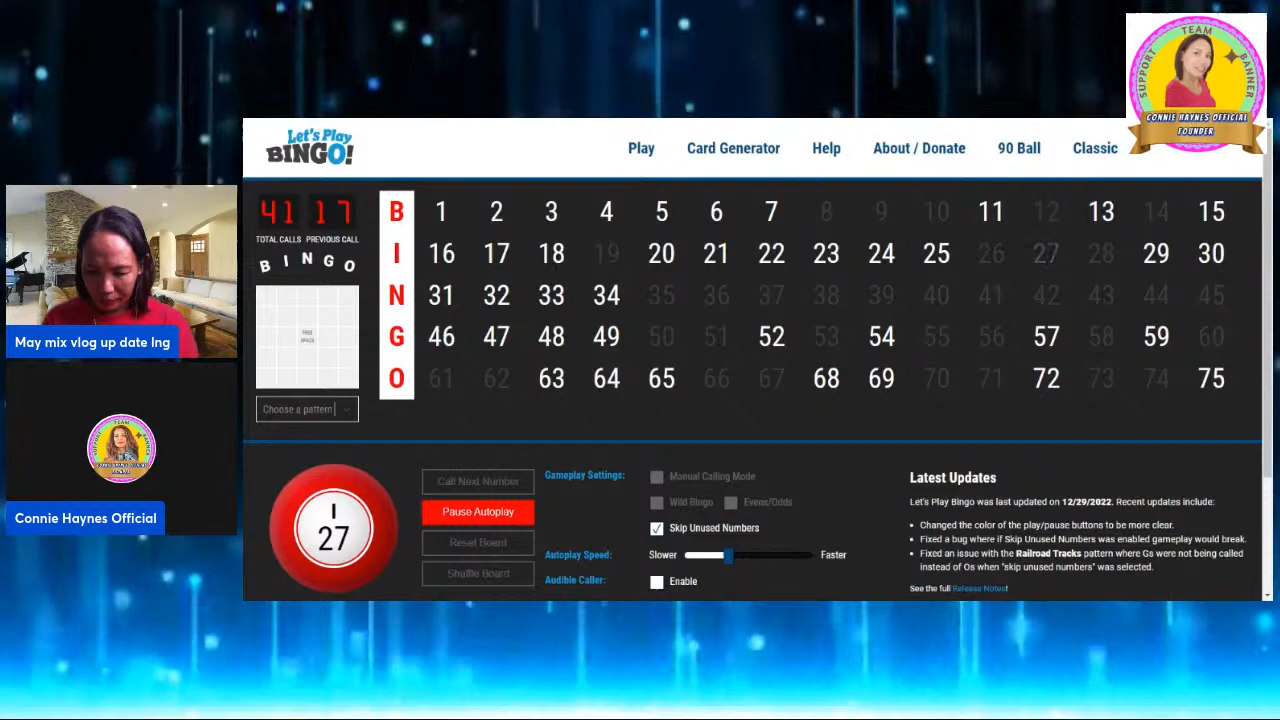 SUPPORT TEAM BANNER
CONNIE HAYNES OFFICIAL
FOUNDER
Let's Play
BINGO!
Play Card Generator Help About / Donate 90 Ball Classic
41 17
TOTAL CALLS PREVIOUS CALL
B I N G O
FREE
SPACE
Choose a pattern
B 1 2 3 4 5 6 7 8 9 10 11 12 13 14 15
I 16 17 18 19 20 21 22 23 24 25 26 27 28 29 30
N 31 32 33 34 35 36 37 38 39 40 41 42 43 44 45
G 46 47 48 49 50 51 52 53 54 55 56 57 58 59 60
O 61 62 63 64 65 66 67 68 69 70 71 72 73 74 75
May mix vlog up date lng
SUPPORT TEAM BANNER
Connie Haynes Official
I
27
Call Next Number
Pause Autoplay
Reset Board
Shuffle Board
Gameplay Settings:
Manual Calling Mode
Wild Bingo Evens/Odds
Skip Unused Numbers
Autoplay Speed: Slower Faster
Audible Caller: Enable
Latest Updates
Let's Play Bingo was last updated on 12/29/2022. Recent updates include:
• Changed the color of the play/pause buttons to be more clear.
• Fixed a bug where if Skip Unused Numbers was enabled gameplay would break.
• Fixed an issue with the Railroad Tracks pattern where Gs were not being called
instead of Os when "skip unused numbers" was selected.
See the full Release Notes!